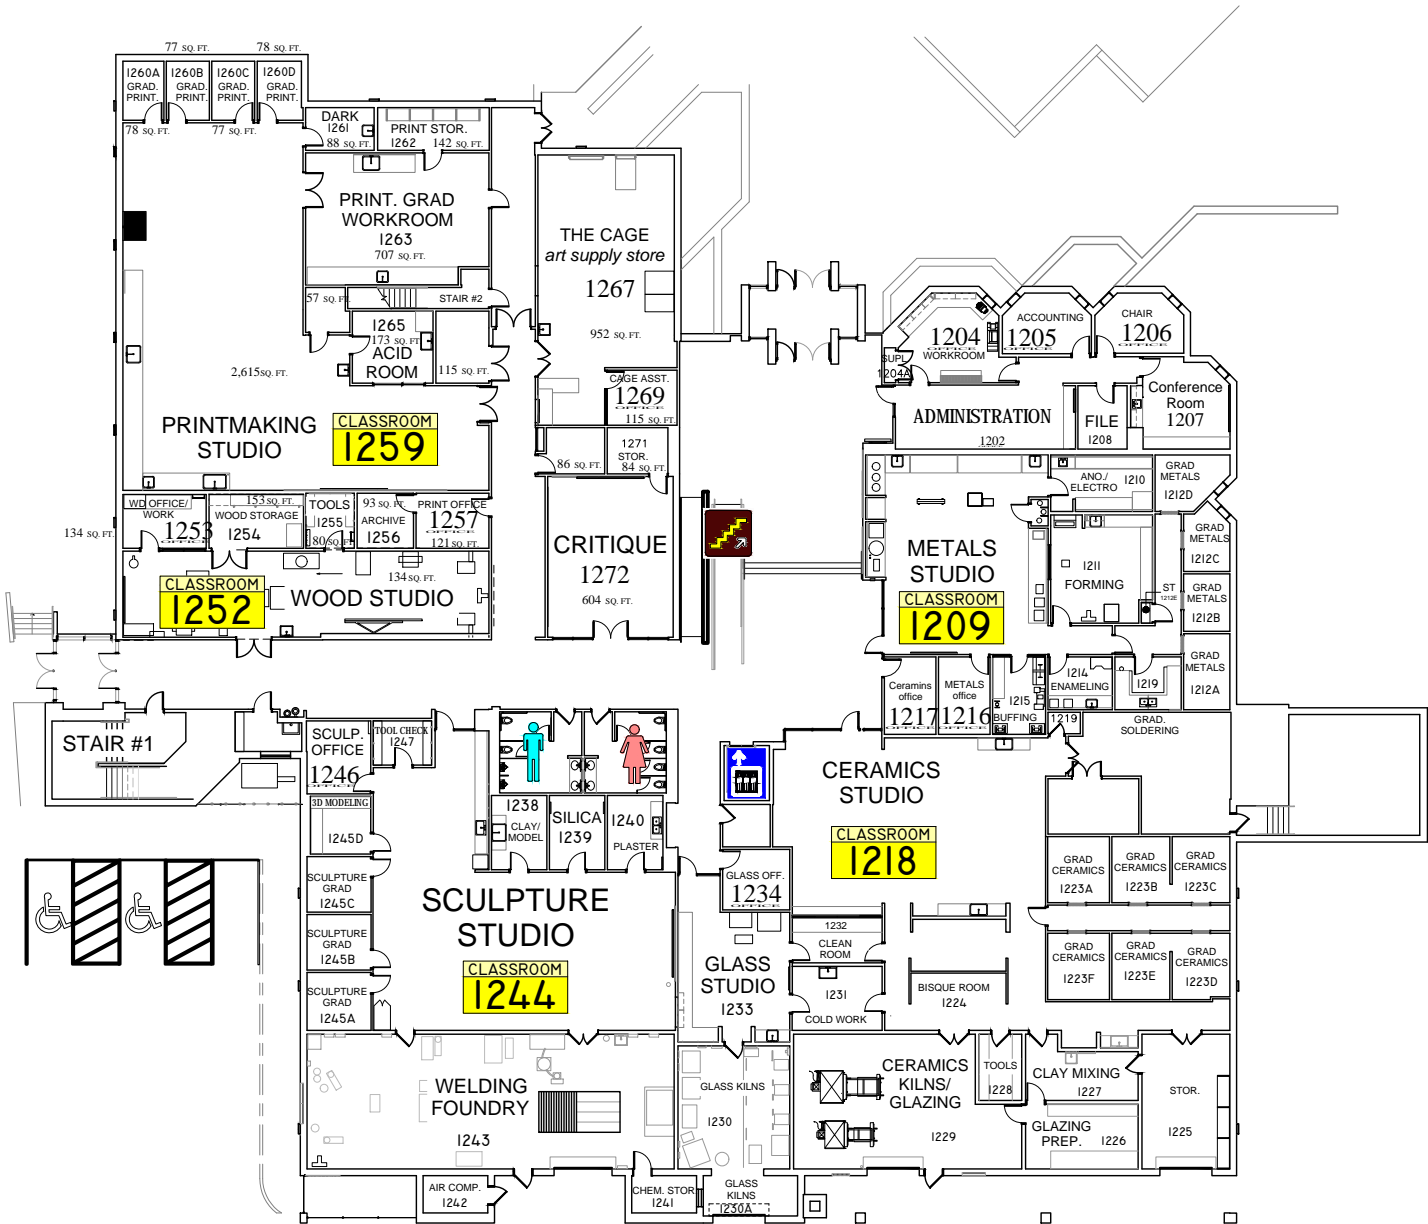 77 SQ. FT.
78 SQ. FT.
1260A
GRAD.
PRINT.
1260B
GRAD.
PRINT.
1260C
GRAD.
PRINT.
1260D
GRAD.
PRINT.
78 SQ. FT.
77 SQ. FT.
DARK
1261
88 SQ. FT.
PRINT STOR.
1262
142 SQ. FT.
PRINT. GRAD
WORKROOM
1263
707 SQ. FT.
57 SQ. FT.
STAIR #2
1265
173 SQ. FT
ACID
ROOM
115 SQ. FT.
2,615SQ. FT.
PRINTMAKING
STUDIO
CLASSROOM
1259
THE CAGE
art supply store
1267
952 SQ. FT.
CAGE ASST.
1269
OFFICE
115 SQ. FT.
86 SQ. FT.
1271
STOR.
84 SQ. FT.
CRITIQUE
1272
604 SQ. FT.
134 SQ. FT.
WD OFFICE/
WORK
1253
OFFICE
153 SQ. FT.
WOOD STORAGE
1254
TOOLS
1255
80 SQ. FT.
93 SQ. FT.
ARCHIVE
1256
PRINT OFFICE
1257
OFFICE
121 SQ. FT.
134 SQ. FT.
CLASSROOM
1252
WOOD STUDIO
1204
OFFICE
WORKROOM
SUPL.
1204A
ACCOUNTING
1205
OFFICE
CHAIR
1206
OFFICE
Conference
Room
1207
ADMINISTRATION
1202
FILE
1208
METALS
STUDIO
CLASSROOM
1209
ANO./
ELECTRO
1210
GRAD
METALS
1212D
GRAD
METALS
1212C
1211
FORMING
ST
1212E
GRAD
METALS
1212B
GRAD
METALS
1212A
Ceramins
office
1217
OFFICE
METALS
office
1216
OFFICE
1215
BUFFING
1214
ENAMELING
1219
1219
GRAD.
SOLDERING
STAIR #1
SCULP.
OFFICE
1246
OFFICE
TOOL CHECK
1247
3D MODELING
1245D
SCULPTURE
GRAD
1245C
SCULPTURE
GRAD
1245B
SCULPTURE
GRAD
1245A
1238
CLAY/
MODEL
SILICA
1239
1240
PLASTER
SCULPTURE
STUDIO
CLASSROOM
1244
CERAMICS
STUDIO
CLASSROOM
1218
GLASS OFF.
1234
OFFICE
GLASS
STUDIO
1233
1232
CLEAN
ROOM
1231
COLD WORK
BISQUE ROOM
1224
GRAD
CERAMICS
1223A
GRAD
CERAMICS
1223B
GRAD
CERAMICS
1223C
GRAD
CERAMICS
1223F
GRAD
CERAMICS
1223E
GRAD
CERAMICS
1223D
WELDING
FOUNDRY
1243
GLASS KILNS
1230
CERAMICS
KILNS/
GLAZING
1229
TOOLS
1228
CLAY MIXING
1227
GLAZING
PREP.
1226
STOR.
1225
AIR COMP.
1242
CHEM. STOR.
1241
GLASS
KILNS
1230A